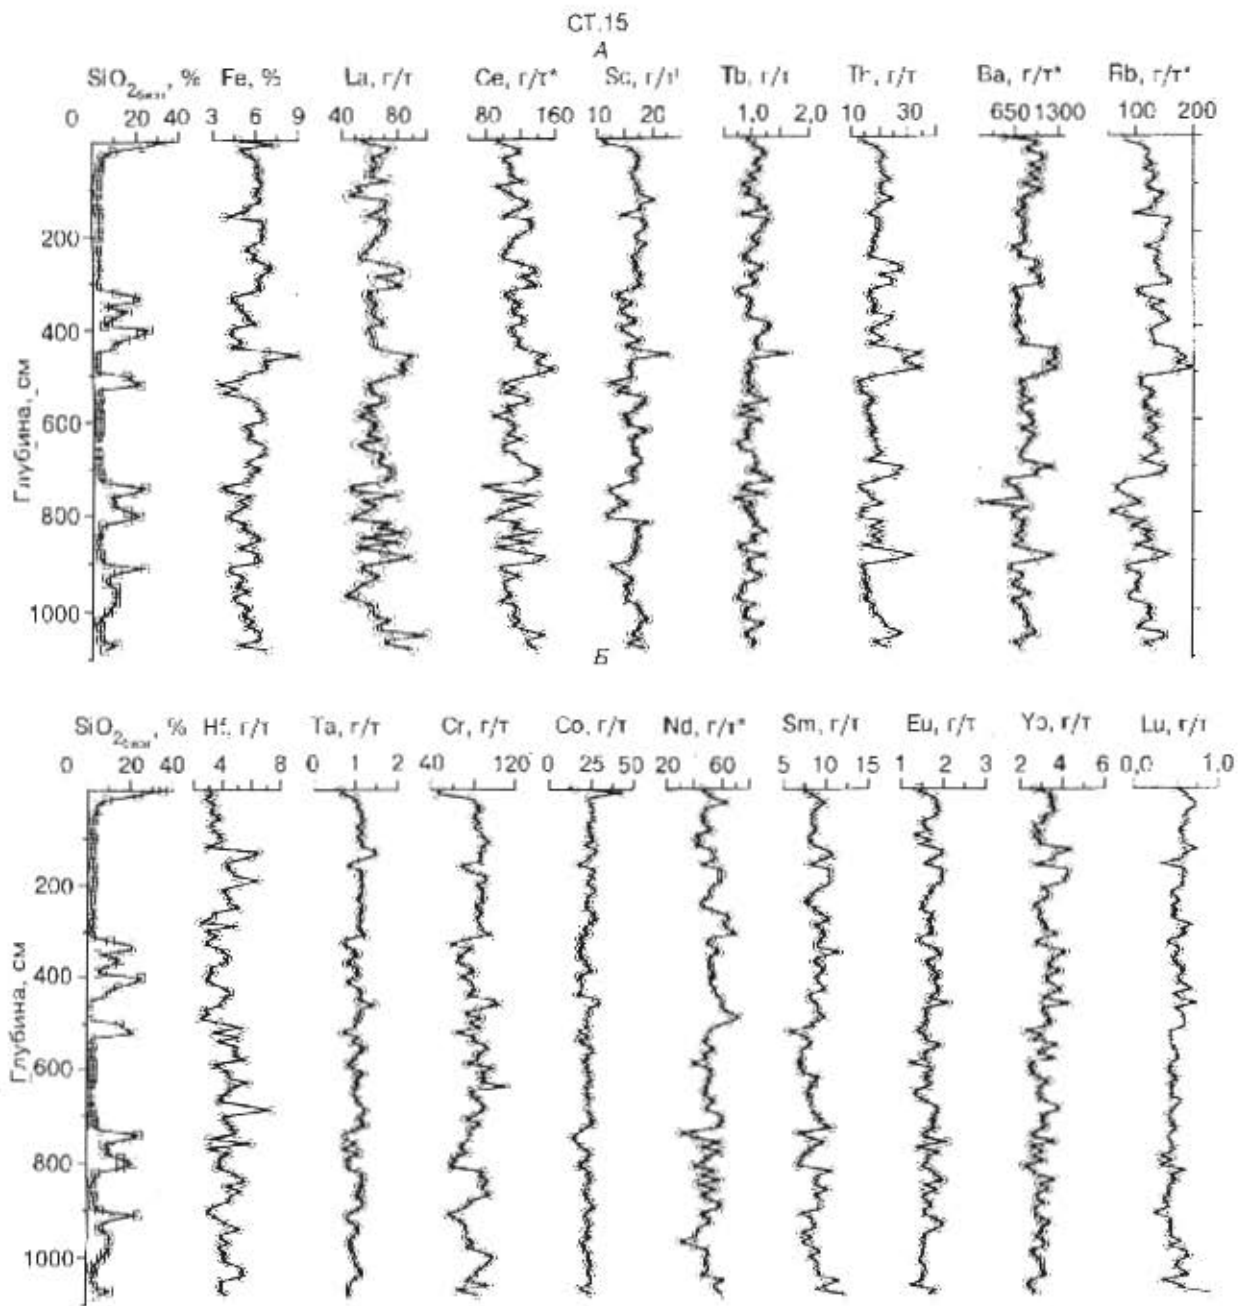 СТ.15
А
SiO2биог, % Fe, % La, г/т Ce, г/т* Sc, г/т Tb, г/т Th, г/т Ba, г/т* Rb, г/т*
0 20 40 3 6 9 40 80 80 160 10 20 1,0 2,0 10 30 650 1300 100 200
200
400
600
800
1000
Глубина, см
Б
SiO2биог, % Hf, г/т Ta, г/т Cr, г/т Co, г/т Nd, г/т* Sm, г/т Eu, г/т Yb, г/т Lu, г/т
0 20 40 4 8 0 1 2 40 120 0 25 50 20 60 5 10 15 1 2 3 2 4 6 0,0 1,0
200
400
600
800
1000
Глубина, см